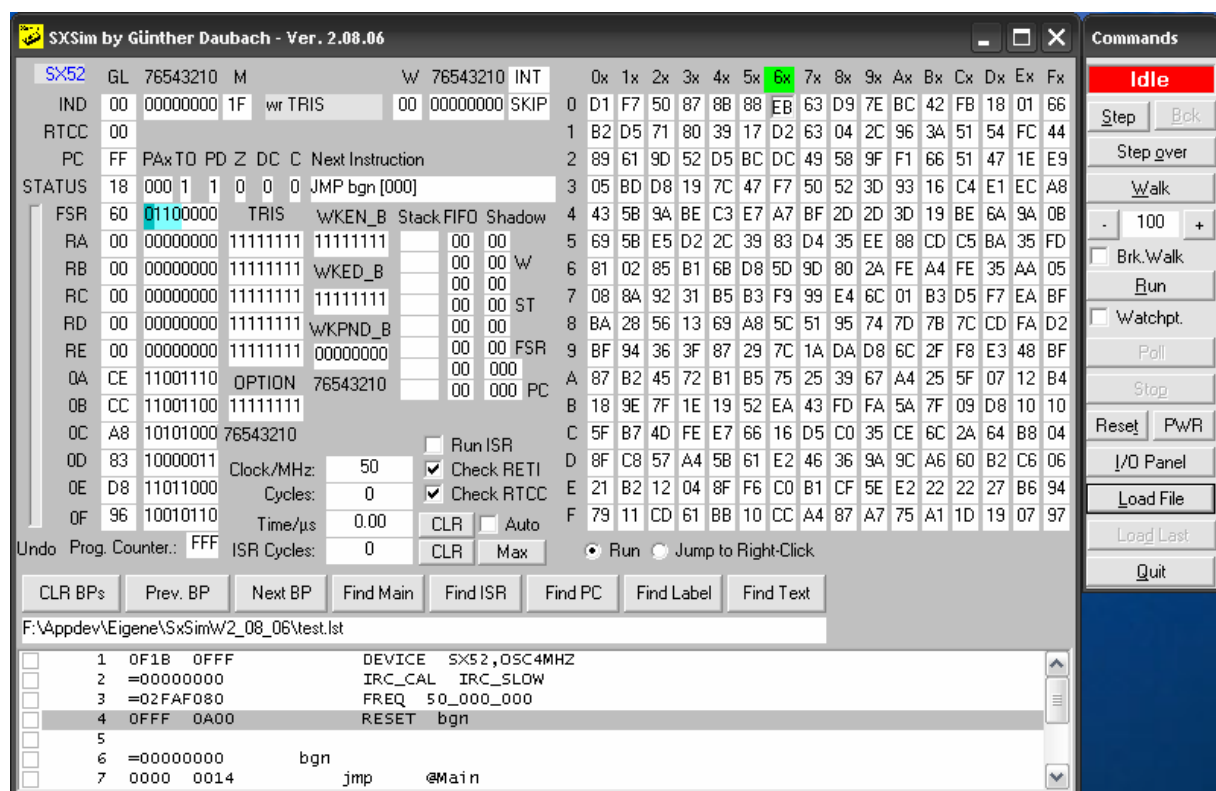 SXSim by Günther Daubach - Ver. 2.08.06
Commands
SX52 GL 76543210 M W 76543210 INT 0x 1x 2x 3x 4x 5x 6x 7x 8x 9x Ax Bx Cx Dx Ex Fx
Idle
IND 00 00000000 1F wr TRIS 00 00000000 SKIP 0 D1 F7 50 87 8B 88 EB 63 D9 7E BC 42 FB 18 01 66
Step Bck
RTCC 00 1 B2 D5 71 80 39 17 D2 63 04 2C 96 3A 51 54 FC 44
PC FF PAx TO PD Z DC C Next Instruction 2 89 61 9D 52 D5 BC DC 49 58 9F F1 66 51 47 1E E9
Step over
STATUS 18 000 1 1 0 0 0 JMP bgn [000] 3 05 BD D8 19 7C 47 F7 50 52 3D 93 16 C4 E1 EC A8
Walk
FSR 60 01100000 TRIS WKEN_B Stack FIFO Shadow 4 43 5B 9A BE C3 E7 A7 BF 2D 2D 3D 19 BE 6A 9A 0B
- 100 +
RA 00 00000000 11111111 11111111 00 00 5 69 5B E5 D2 2C 39 83 D4 35 EE 88 CD C5 BA 35 FD
Brk.Walk
RB 00 00000000 11111111 WKED_B 00 00 W 6 81 02 85 B1 6B D8 5D 9D 80 2A FE A4 FE 35 AA 05
Run
RC 00 00000000 11111111 11111111 00 00 ST 7 08 8A 92 31 B5 B3 F9 99 E4 6C 01 B3 D5 F7 EA BF
Watchpt.
RD 00 00000000 11111111 WKPND_B 00 00 8 BA 28 56 13 69 A8 5C 51 95 74 7D 7B 7C CD FA D2
RE 00 00000000 11111111 00000000 00 00 FSR 9 BF 94 36 3F 87 29 7C 1A DA D8 6C 2F F8 E3 48 BF
Poll
0A CE 11001110 OPTION 76543210 00 000 A 87 B2 45 72 B1 B5 75 25 39 67 A4 25 5F 07 12 B4
00 000 PC
Stop
0B CC 11001100 11111111 B 18 9E 7F 1E 19 52 EA 43 FD FA 5A 7F 09 D8 10 10
0C A8 10101000 76543210 Run ISR C 5F B7 4D FE E7 66 16 D5 C0 35 CE 6C 2A 64 B8 04
Reset PWR
0D 83 10000011 Clock/MHz: 50 Check RETI D 8F C8 57 A4 5B 61 E2 46 36 9A 9C A6 60 B2 C6 06
I/O Panel
0E D8 11011000 Cycles: 0 Check RTCC E 21 B2 12 04 8F F6 C0 B1 CF 5E E2 22 22 27 B6 94
Load File
0F 96 10010110 Time/µs 0.00 CLR Auto F 79 11 CD 61 BB 10 CC A4 87 A7 75 A1 1D 19 07 97
Load Last
Undo Prog. Counter.: FFF ISR Cycles: 0 CLR Max Run Jump to Right-Click
Quit
CLR BPs Prev. BP Next BP Find Main Find ISR Find PC Find Label Find Text
F:\Appdev\Eigene\SxSim\W2_08_06\test.lst
1 0F1B 0FFF DEVICE SX52,OSC4MHZ
2 =00000000 IRC_CAL IRC_SLOW
3 =02FAF080 FREQ 50_000_000
4 0FFF 0A00 RESET bgn
5
6 =00000000 bgn
7 0000 0014 jmp @Main